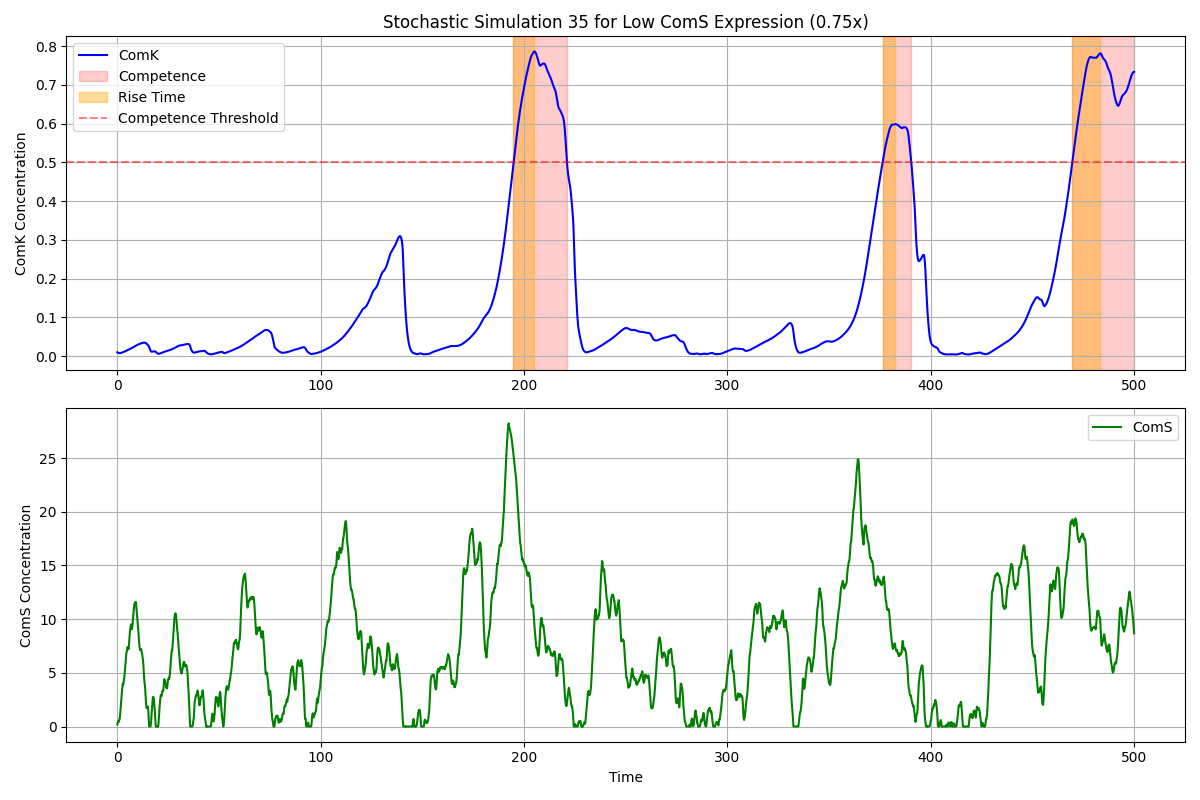 Stochastic Simulation 35 for Low ComS Expression (0.75x)
ComK Concentration
0.8
0.7
0.6
0.5
0.4
0.3
0.2
0.1
0.0
ComK
Competence
Rise Time
Competence Threshold
0 100 200 300 400 500
ComS Concentration
25
20
15
10
5
0
ComS
0 100 200 300 400 500
Time